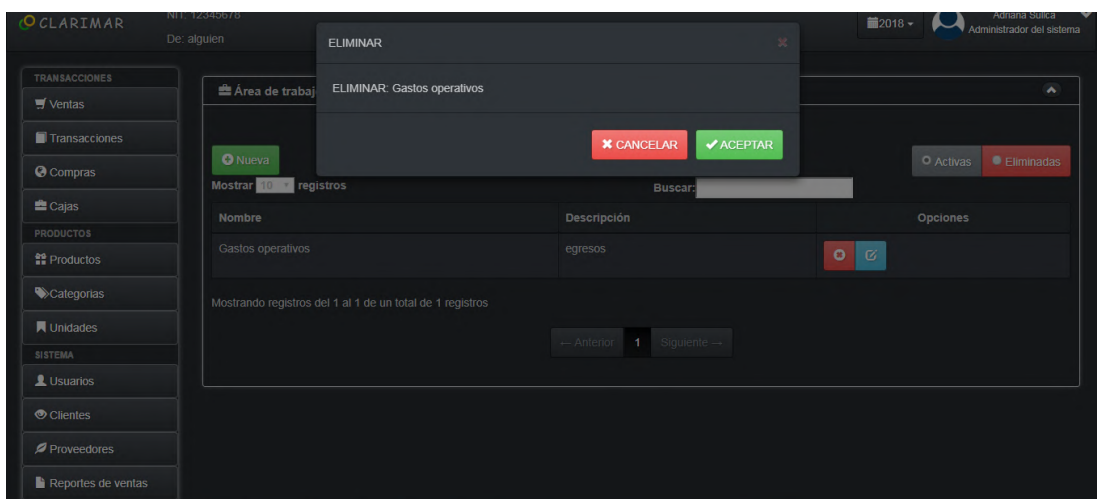 CLARIMAR
NIT: 12345678
De: alguien
2018
Adriana Sulica
Administrador del sistema
ELIMINAR
ELIMINAR: Gastos operativos
CANCELAR
ACEPTAR
TRANSACCIONES
Ventas
Transacciones
Compras
Cajas
PRODUCTOS
Productos
Categorias
Unidades
SISTEMA
Usuarios
Clientes
Proveedores
Reportes de ventas
Área de trabaj
Nueva
Activas
Eliminadas
Mostrar 10 registros
Buscar:
Nombre Descripción Opciones
Gastos operativos egresos
Mostrando registros del 1 al 1 de un total de 1 registros
← Anterior 1 Siguiente →